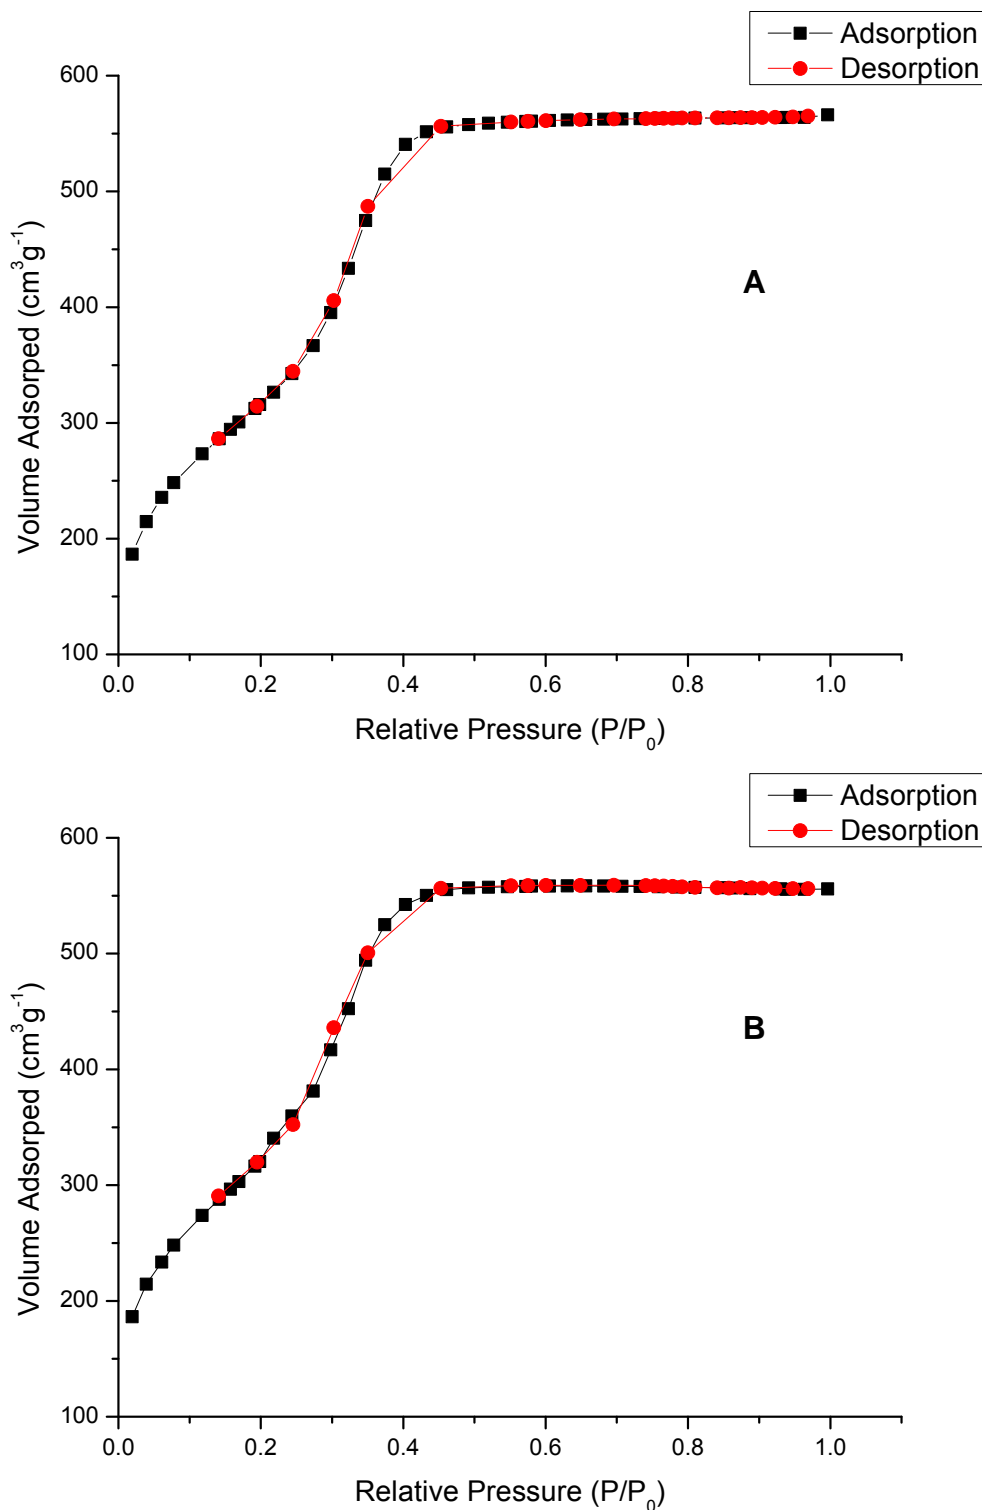 Adsorption
Desorption
600
500
400
300
200
100
Volume Adsorped (cm³g⁻¹)
A
0.0 0.2 0.4 0.6 0.8 1.0
Relative Pressure (P/P₀)
Adsorption
Desorption
600
500
400
300
200
100
Volume Adsorped (cm³g⁻¹)
B
0.0 0.2 0.4 0.6 0.8 1.0
Relative Pressure (P/P₀)